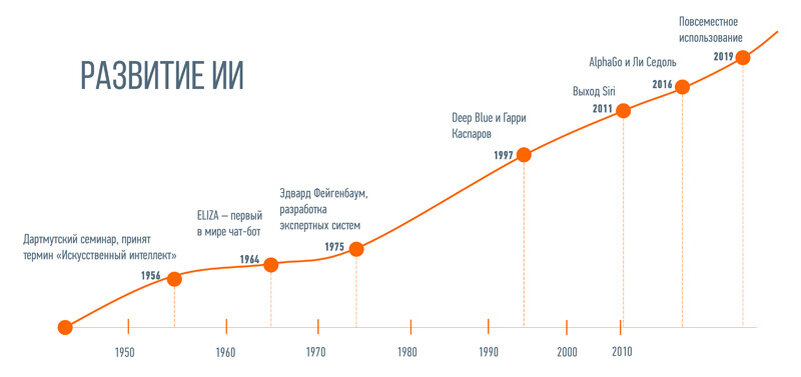 РАЗВИТИЕ ИИ
Дартмутский семинар, принят
термин «Искусственный интеллект»
1956
ELIZA – первый
в мире чат-бот
1964
Эдвард Фейгенбаум,
разработка
экспертных систем
1975
Deep Blue и Гарри
Каспаров
1997
Выход Siri
2011
AlphaGo и Ли Седоль
2016
Повсеместное
использование
2019
1950
1960
1970
1980
1990
2000
2010